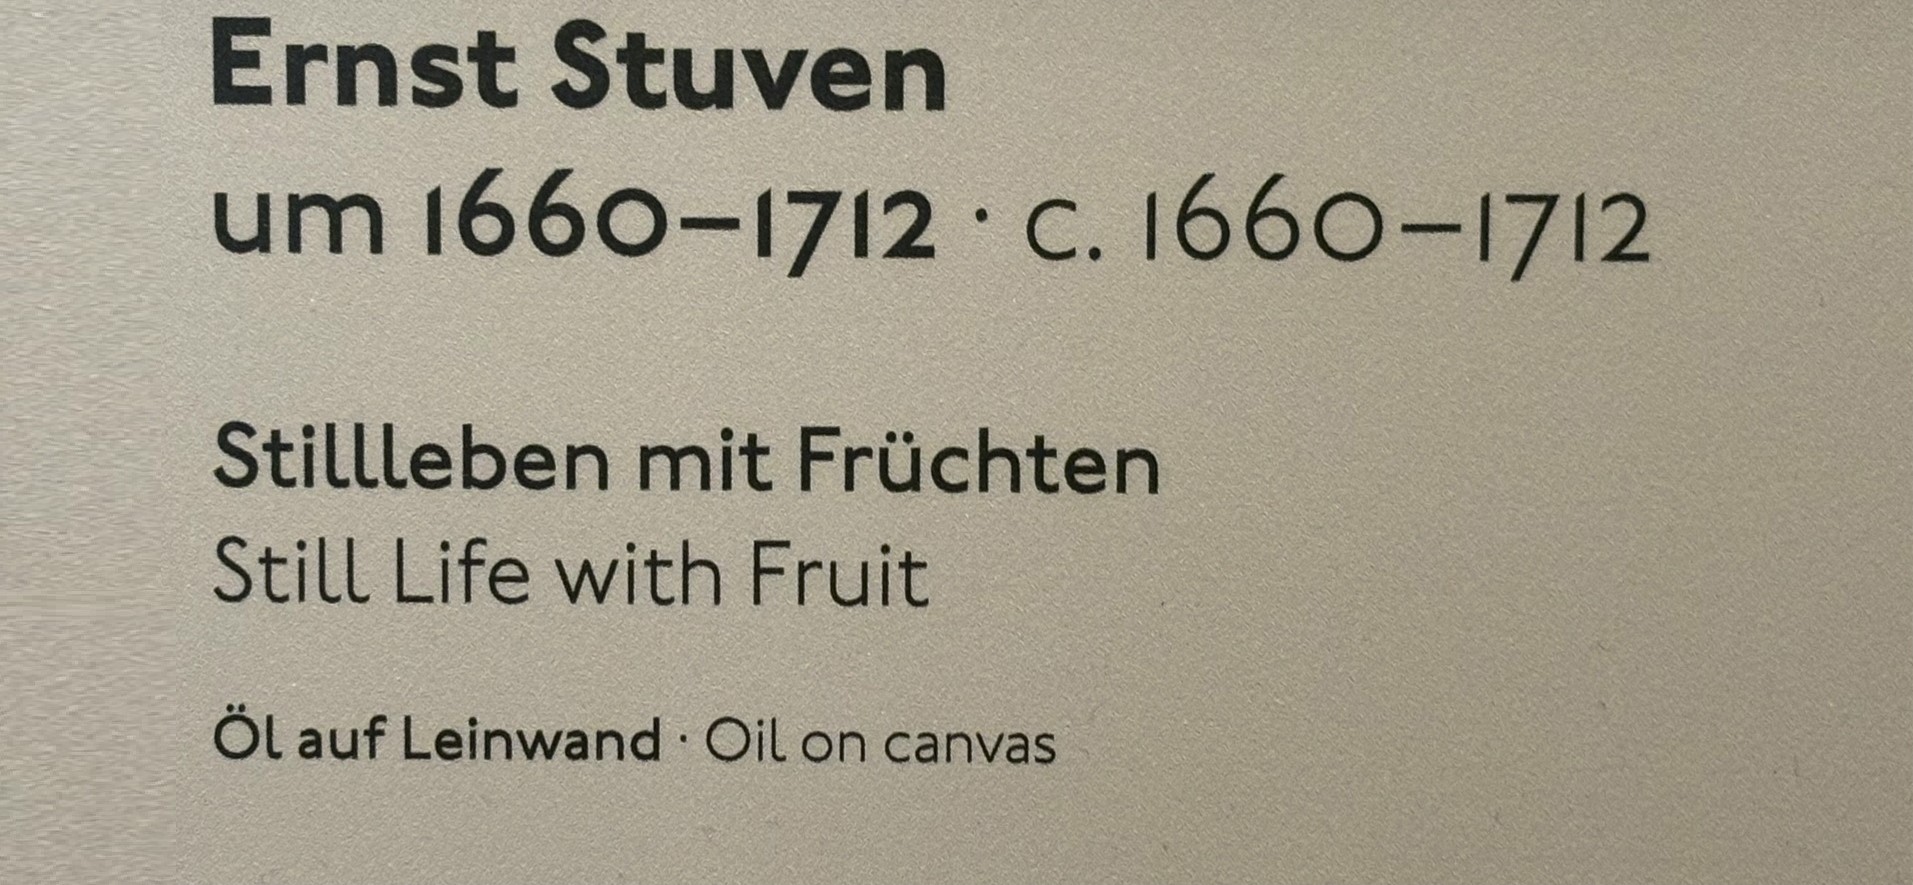 Ernst Stuven
um 1660–1712 · c. 1660–1712
Stillleben mit Früchten
Still Life with Fruit
Öl auf Leinwand · Oil on canvas